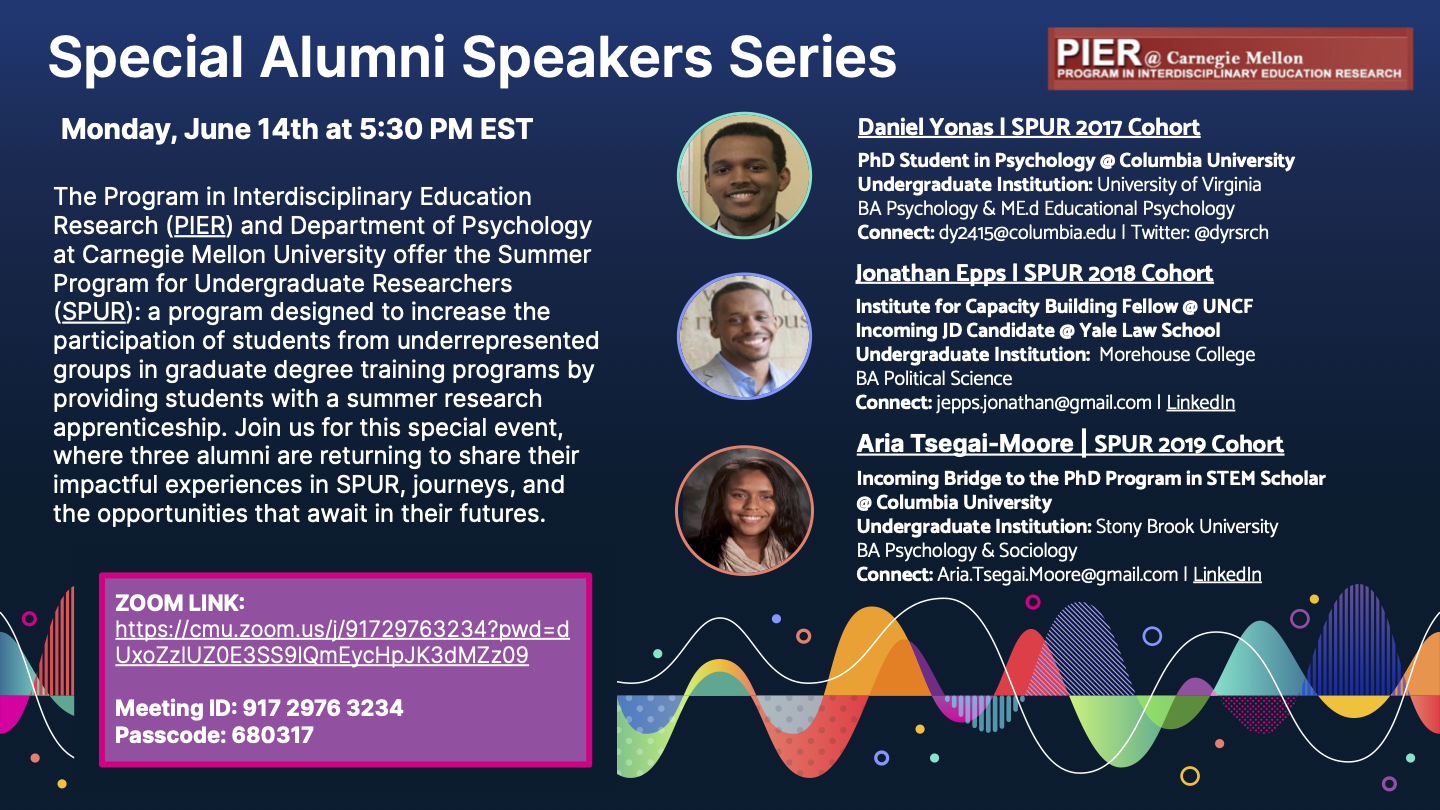 Special Alumni Speakers Series
PIER@ Carnegie Mellon
PROGRAM IN INTERDISCIPLINARY EDUCATION RESEARCH
Monday, June 14th at 5:30 PM EST
The Program in Interdisciplinary Education
Research (PIER) and Department of Psychology
at Carnegie Mellon University offer the Summer
Program for Undergraduate Researchers
(SPUR): a program designed to increase the
participation of students from underrepresented
groups in graduate degree training programs by
providing students with a summer research
apprenticeship. Join us for this special event,
where three alumni are returning to share their
impactful experiences in SPUR, journeys, and
the opportunities that await in their futures.
ZOOM LINK:
https://cmu.zoom.us/j/91729763234?pwd=d
UxoZzlUZ0E3SS9lQmEycHpJK3dMZz09
Meeting ID: 917 2976 3234
Passcode: 680317
Daniel Yonas | SPUR 2017 Cohort
PhD Student in Psychology @ Columbia University
Undergraduate Institution: University of Virginia
BA Psychology & ME.d Educational Psychology
Connect: dy2415@columbia.edu | Twitter: @dyrsrch
Jonathan Epps | SPUR 2018 Cohort
Institute for Capacity Building Fellow @ UNCF
Incoming JD Candidate @ Yale Law School
Undergraduate Institution: Morehouse College
BA Political Science
Connect: jepps.jonathan@gmail.com | LinkedIn
Aria Tsegai-Moore | SPUR 2019 Cohort
Incoming Bridge to the PhD Program in STEM Scholar
@ Columbia University
Undergraduate Institution: Stony Brook University
BA Psychology & Sociology
Connect: Aria.Tsegai.Moore@gmail.com | LinkedIn